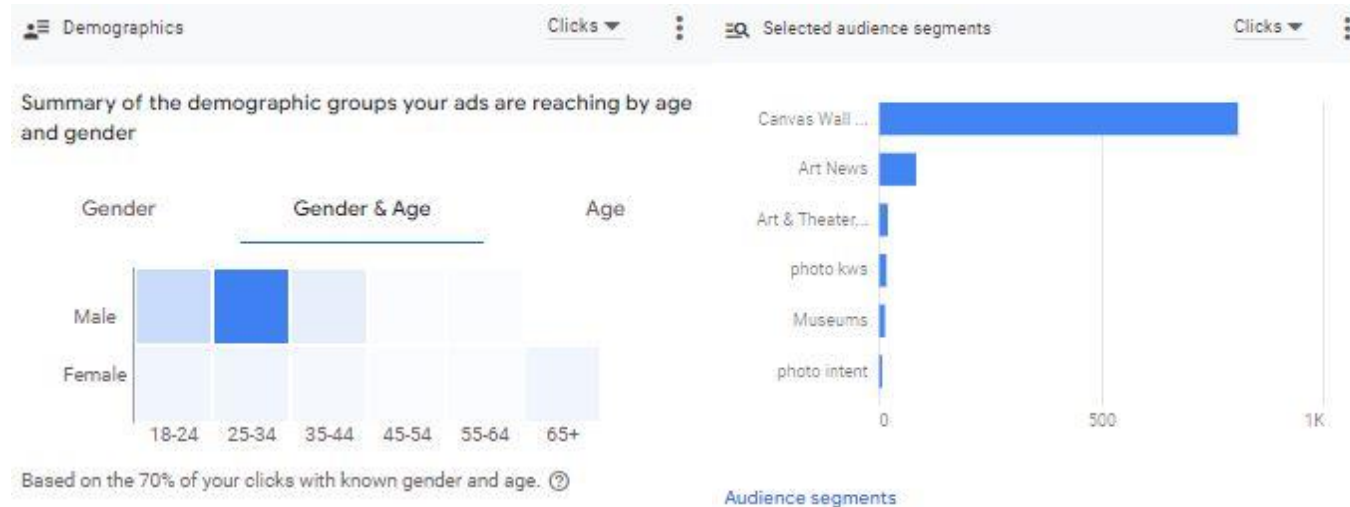 Demographics
Clicks
Summary of the demographic groups your ads are reaching by age
and gender
Gender
Gender & Age
Age
Male
Female
18-24 25-34 35-44 45-54 55-64 65+
Based on the 70% of your clicks with known gender and age.
Selected audience segments
Clicks
Canvas Wall ...
Art News
Art & Theater...
photo kws
Museums
photo intent
0 500 1K
Audience segments